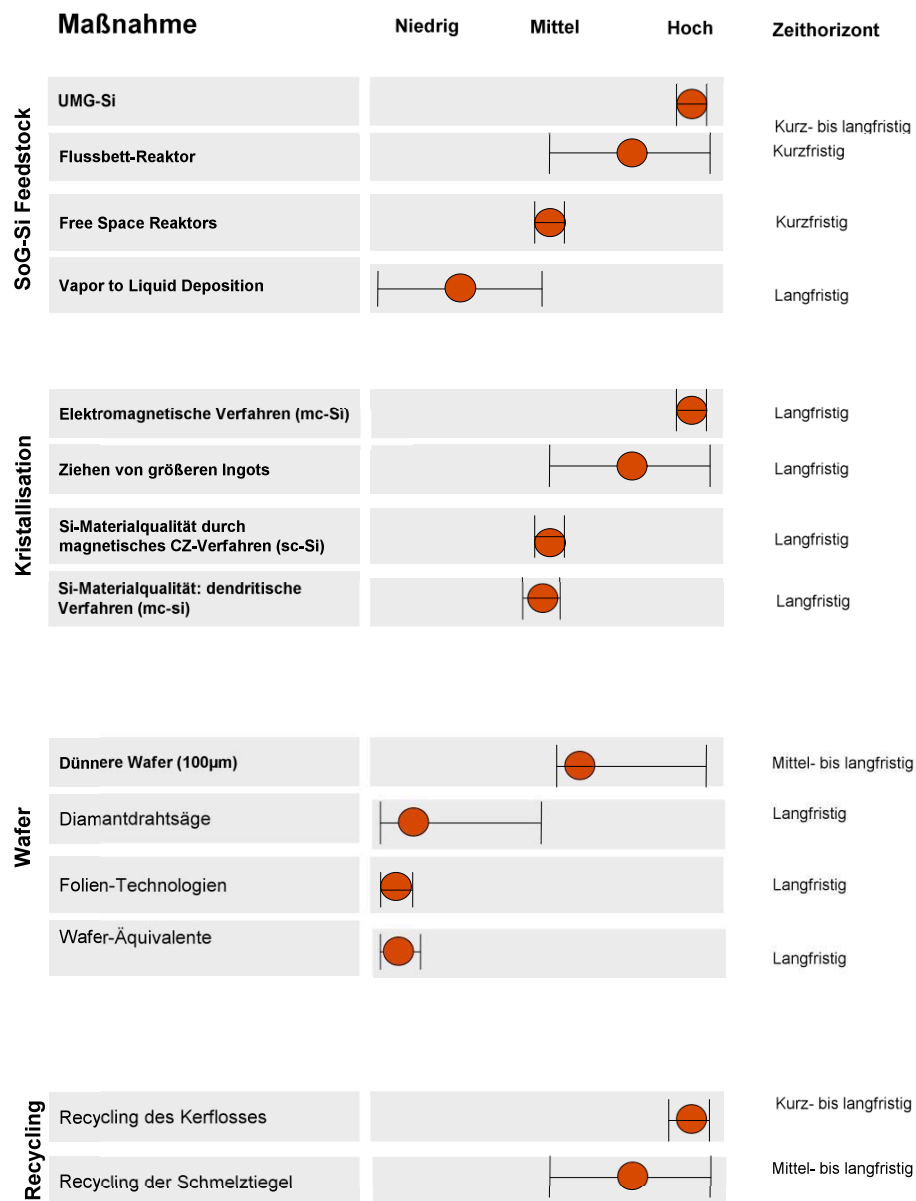 Maßnahme Niedrig Mittel Hoch Zeithorizont
SoG-Si Feedstock
UMG-Si
Kurz- bis langfristig
Flussbett-Reaktor Kurzfristig
Free Space Reaktors Kurzfristig
Vapor to Liquid Deposition Langfristig
Kristallisation
Elektromagnetische Verfahren (mc-Si) Langfristig
Ziehen von größeren Ingots Langfristig
Si-Materialqualität durch
magnetisches CZ-Verfahren (sc-Si) Langfristig
Si-Materialqualität: dendritische
Verfahren (mc-si) Langfristig
Wafer
Dünnere Wafer (100µm) Mittel- bis langfristig
Diamantdrahtsäge Langfristig
Folien-Technologien Langfristig
Wafer-Äquivalente Langfristig
Recycling
Recycling des Kerflosses Kurz- bis langfristig
Recycling der Schmelztiegel Mittel- bis langfristig